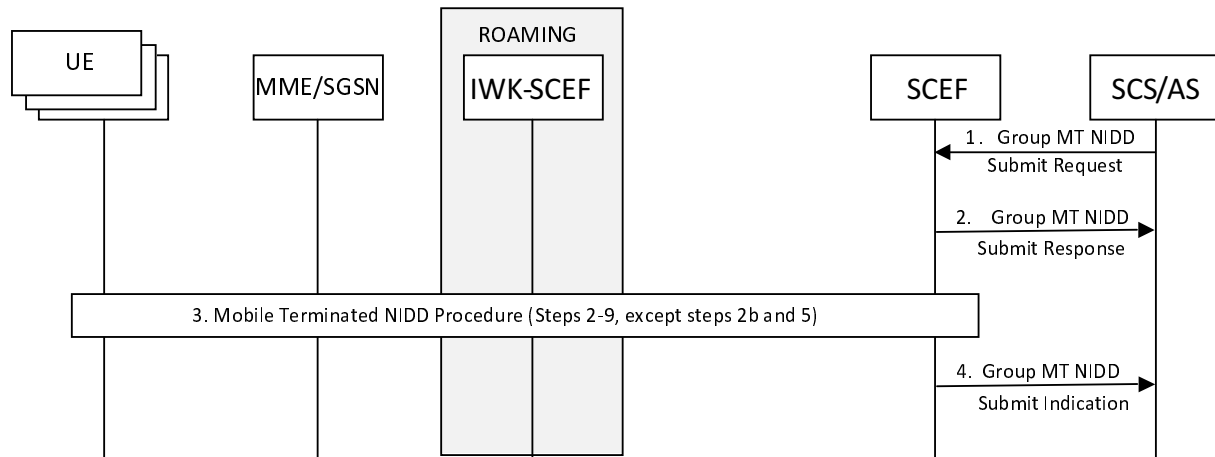 ROAMING
UE
MME/SGSN
IWK-SCEF
SCEF
SCS/AS
1. Group MT NIDD
Submit Request
2. Group MT NIDD
Submit Response
3. Mobile Terminated NIDD Procedure (Steps 2-9, except steps 2b and 5)
4. Group MT NIDD
Submit Indication